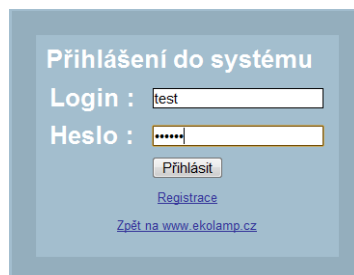 Přihlášení do systému
Login : test
Heslo : ••••••
Přihlásit
Registrace
Zpět na www.ekolamp.cz